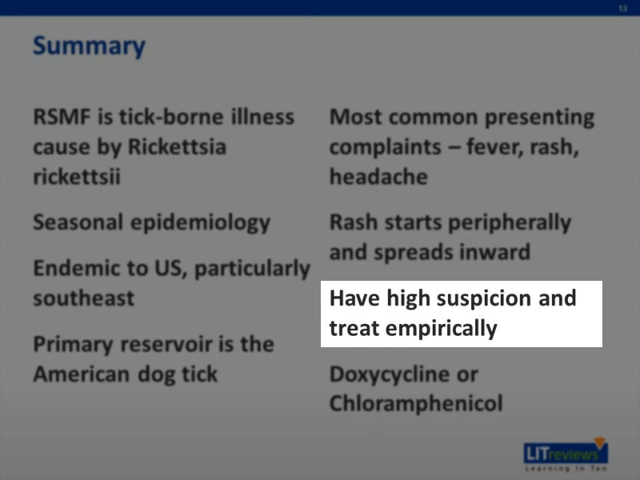 13
Summary
RSMF is tick-borne illness
cause by Rickettsia
rickettsii
Seasonal epidemiology
Endemic to US, particularly
southeast
Primary reservoir is the
American dog tick
Most common presenting
complaints – fever, rash,
headache
Rash starts peripherally
and spreads inward
Have high suspicion and
treat empirically
Doxycycline or
Chloramphenicol
LITreviews
Learning In Ten